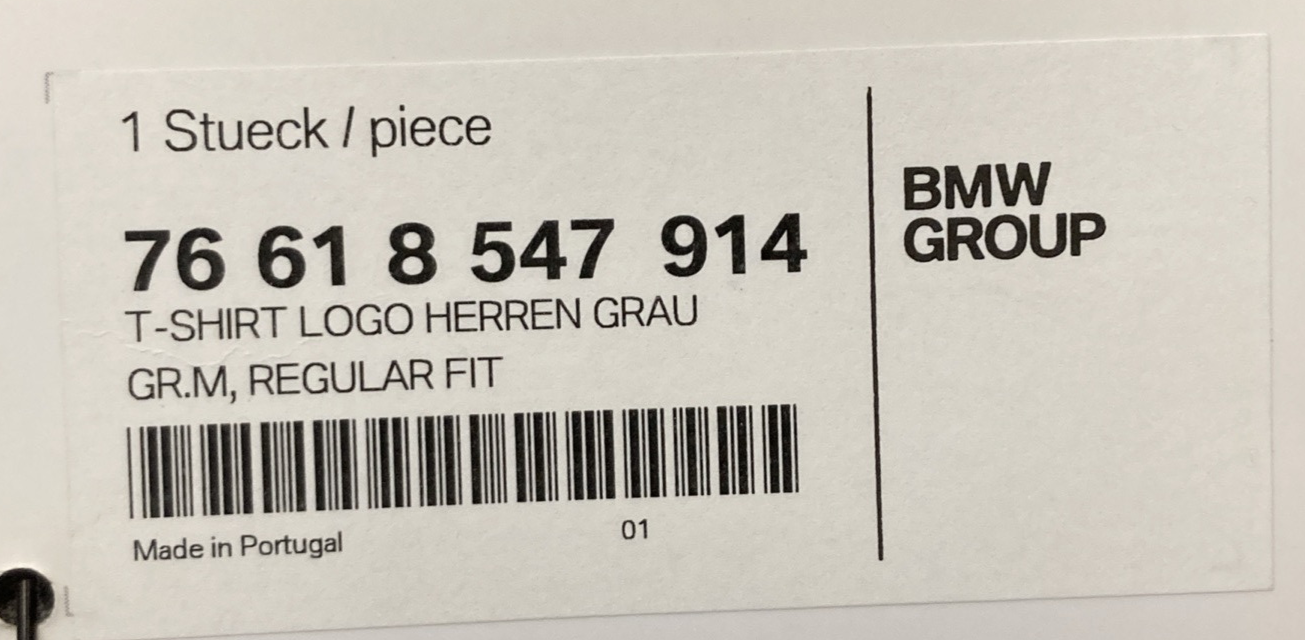 1 Stueck / piece
76 61 8 547 914
T-SHIRT LOGO HERREN GRAU
GR.M, REGULAR FIT
Made in Portugal
01
BMW
GROUP